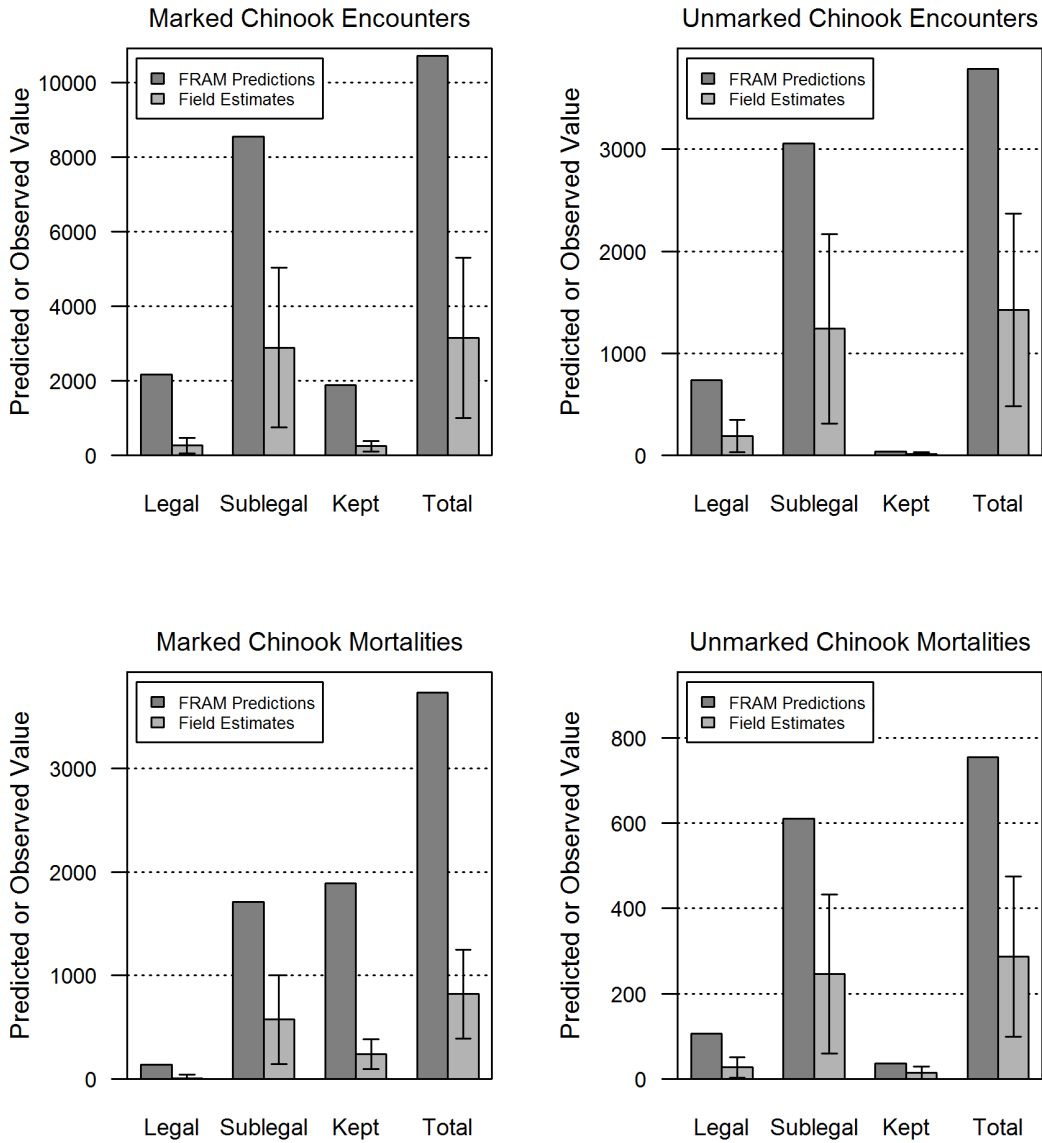 Marked Chinook Encounters
Predicted or Observed Value
10000
8000
6000
4000
2000
0
FRAM Predictions
Field Estimates
Legal Sublegal Kept Total
Unmarked Chinook Encounters
Predicted or Observed Value
3000
2000
1000
0
FRAM Predictions
Field Estimates
Legal Sublegal Kept Total
Marked Chinook Mortalities
Predicted or Observed Value
3000
2000
1000
0
FRAM Predictions
Field Estimates
Legal Sublegal Kept Total
Unmarked Chinook Mortalities
Predicted or Observed Value
800
600
400
200
0
FRAM Predictions
Field Estimates
Legal Sublegal Kept Total